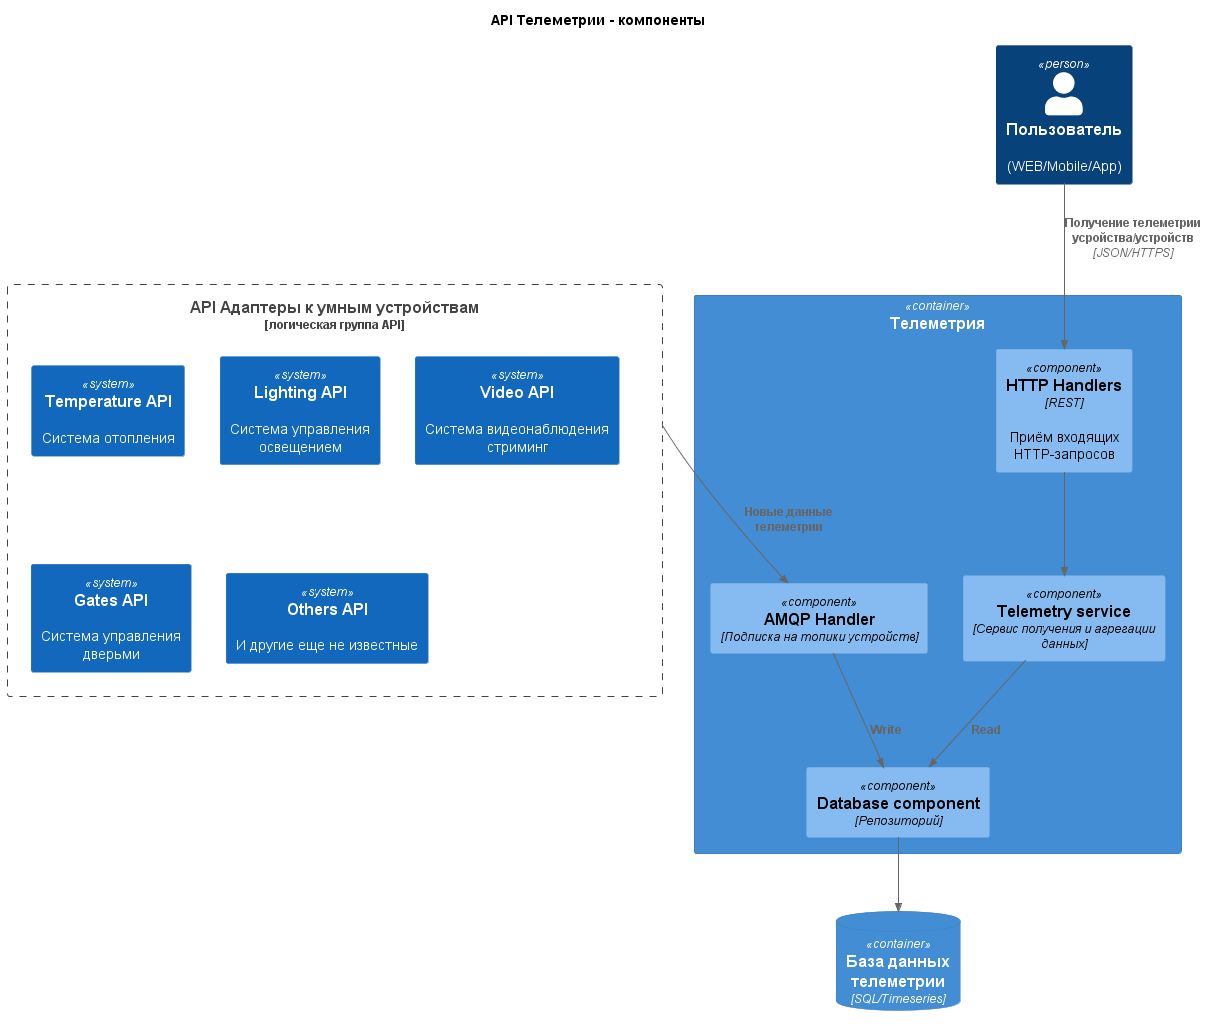 API Телеметрии - компоненты
«person»
Пользователь
(WEB/Mobile/App)
Получение телеметрии
усройства/устройств
[JSON/HTTPS]
API Адаптеры к умным устройствам
[логическая группа API]
«system»
Temperature API
Система отопления
«system»
Lighting API
Система управления
освещением
«system»
Video API
Система видеонаблюдения
стриминг
«system»
Gates API
Система управления
дверьми
«system»
Others API
И другие еще не известные
«container»
Телеметрия
«component»
HTTP Handlers
[REST]
Приём входящих
HTTP-запросов
Новые данные
телеметрии
«component»
AMQP Handler
[Подписка на топики устройств]
«component»
Telemetry service
[Сервис получения и агрегации
данных]
Write
Read
«component»
Database component
[Репозиторий]
«container»
База данных
телеметрии
[SQL/Timeseries]